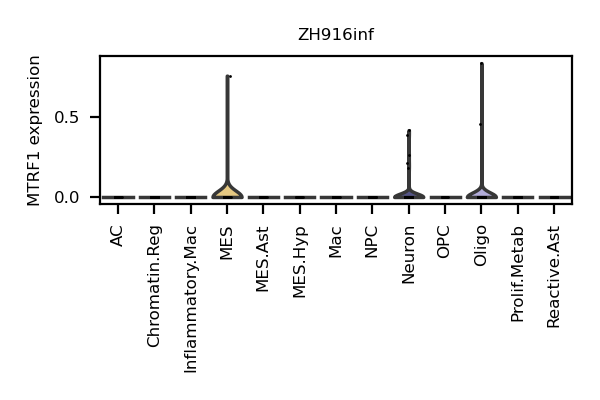 ZH916inf
MTRF1 expression
0.5
0.0
AC
Chromatin.Reg
Inflammatory.Mac
MES
MES.Ast
MES.Hyp
Mac
NPC
Neuron
OPC
Oligo
Prolif.Metab
Reactive.Ast